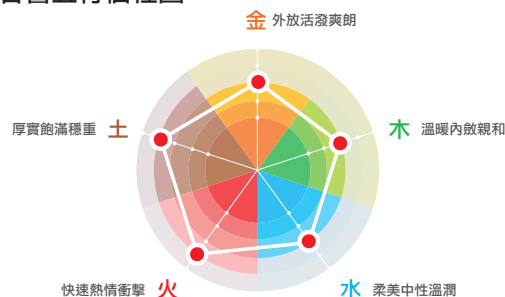 金 外放活潑爽朗
土 厚實飽滿穩重
木 溫暖內斂親和
火 快速熱情衝擊
水 柔美中性溫潤